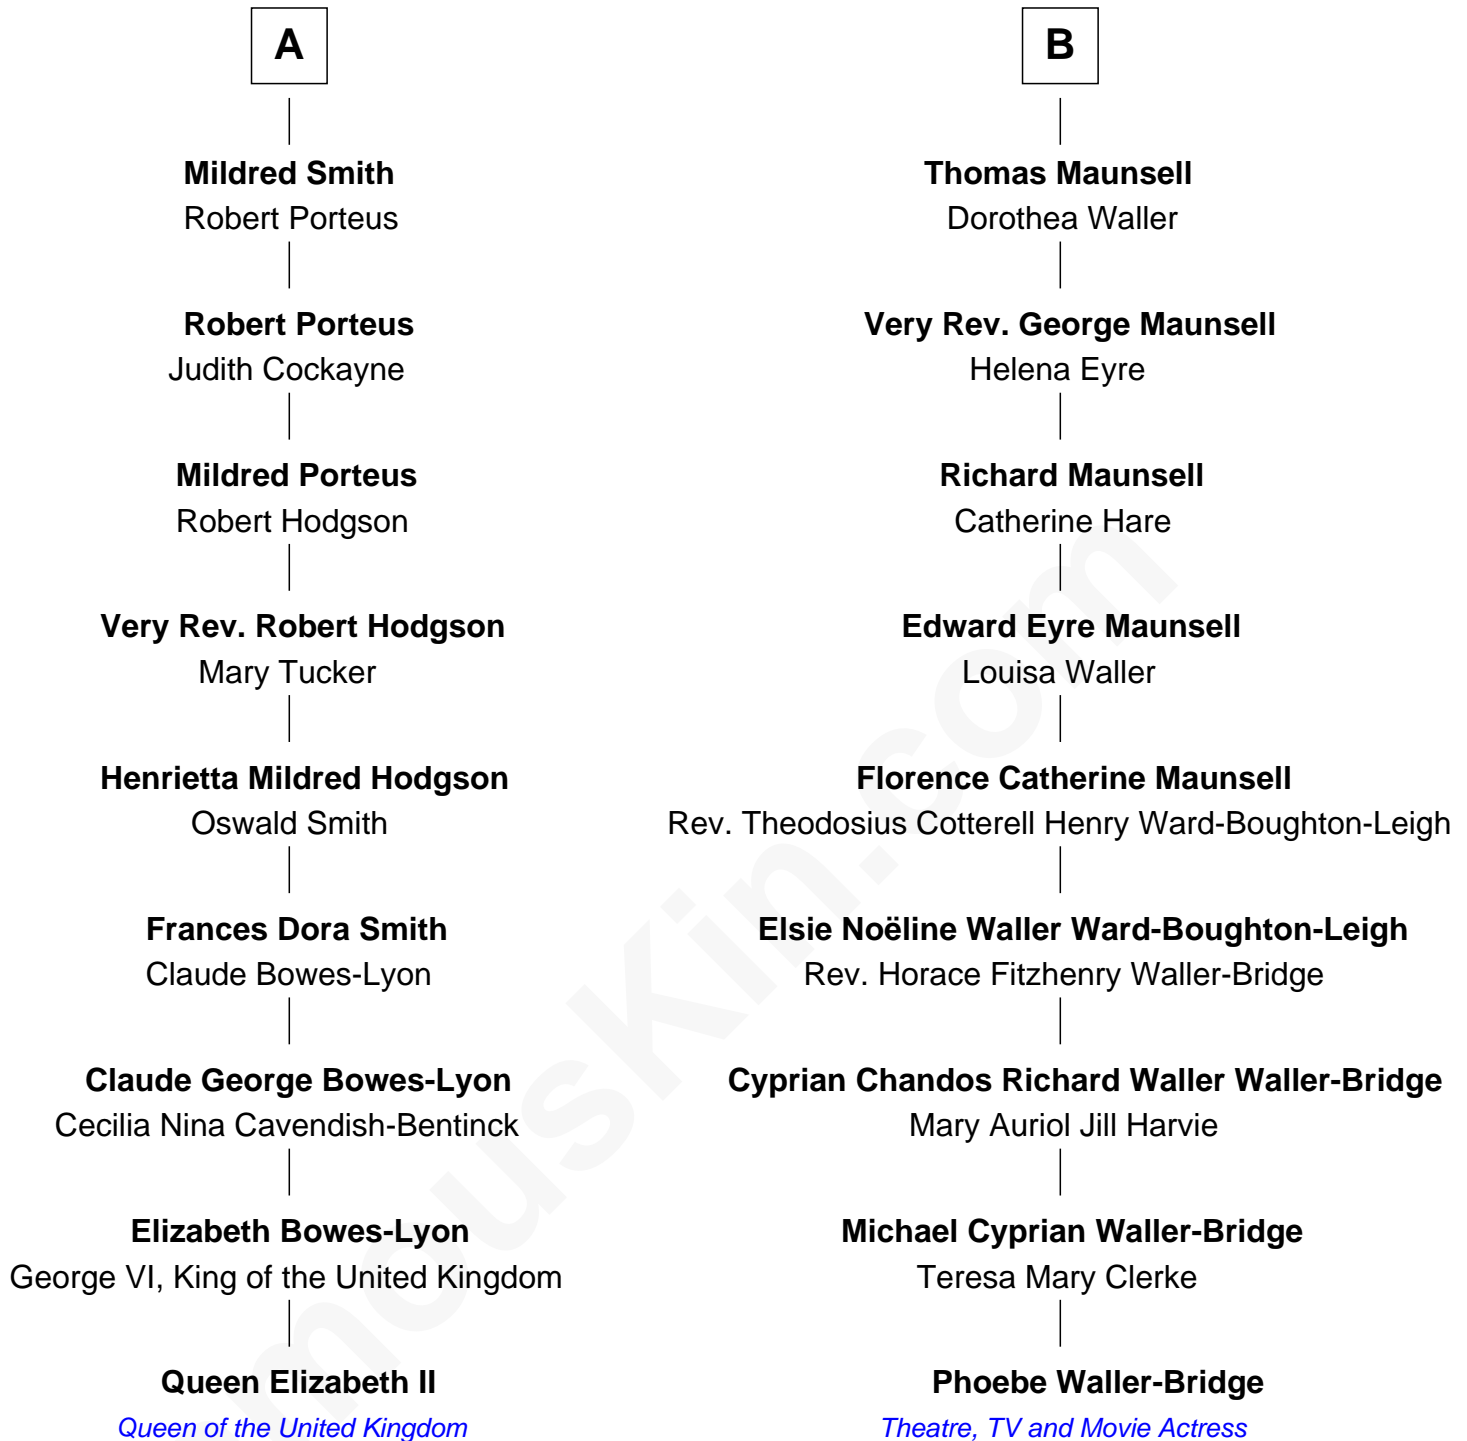 A
Mildred Smith
Robert Porteus
Robert Porteus
Judith Cockayne
Mildred Porteus
Robert Hodgson
Very Rev. Robert Hodgson
Mary Tucker
Henrietta Mildred Hodgson
Oswald Smith
Frances Dora Smith
Claude Bowes-Lyon
Claude George Bowes-Lyon
Cecilia Nina Cavendish-Bentinck
Elizabeth Bowes-Lyon
George VI, King of the United Kingdom
Queen Elizabeth II
Queen of the United Kingdom
B
Thomas Maunsell
Dorothea Waller
Very Rev. George Maunsell
Helena Eyre
Richard Maunsell
Catherine Hare
Edward Eyre Maunsell
Louisa Waller
Florence Catherine Maunsell
Rev. Theodosius Cotterell Henry Ward-Boughton-Leigh
Elsie Noëline Waller Ward-Boughton-Leigh
Rev. Horace Fitzhenry Waller-Bridge
Cyprian Chandos Richard Waller Waller-Bridge
Mary Auriol Jill Harvie
Michael Cyprian Waller-Bridge
Teresa Mary Clerke
Phoebe Waller-Bridge
Theatre, TV and Movie Actress
mousKin.com